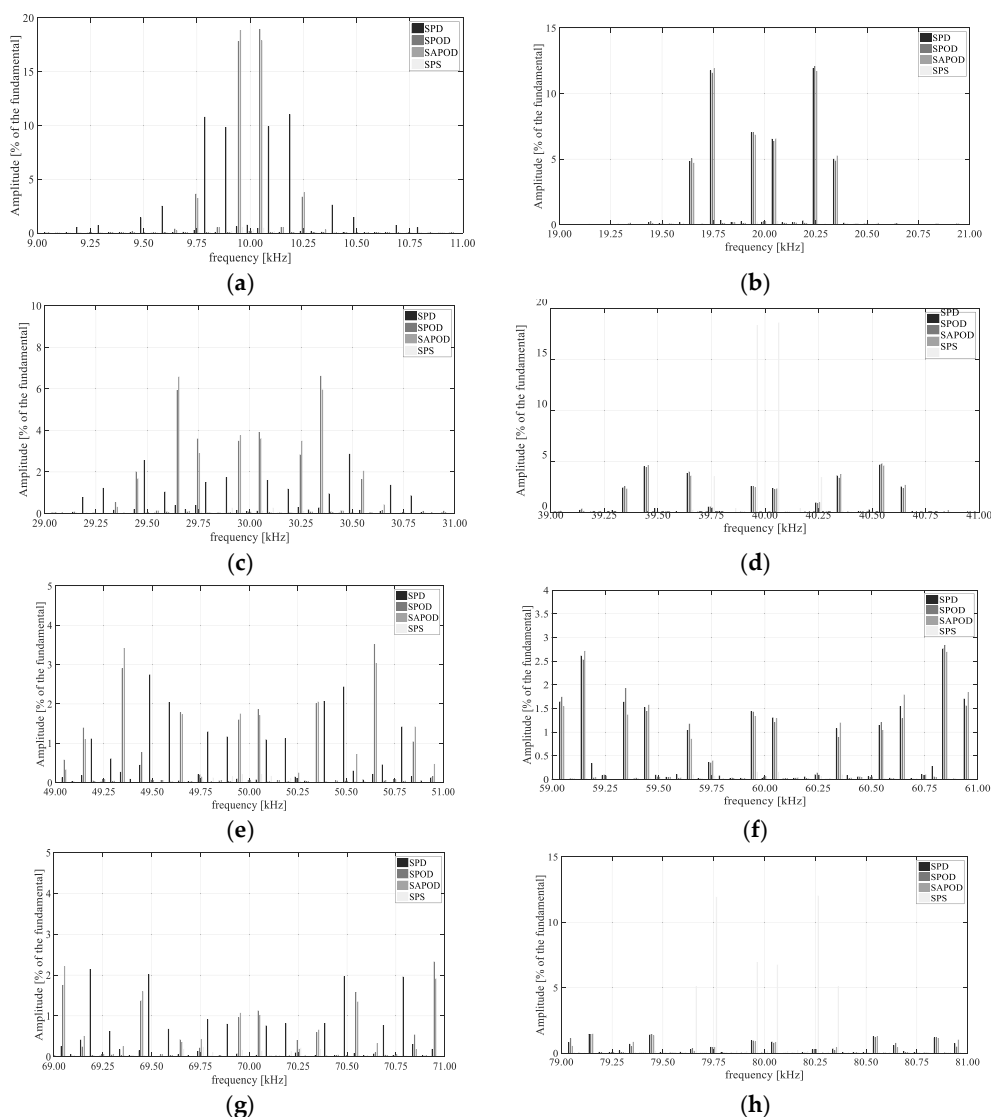 20
15
10
5
0
Amplitude [% of the fundamental]
SPD
SPOD
SAPOD
SPS
9.00 9.25 9.50 9.75 10.00 10.25 10.50 10.75 11.00
frequency [kHz]
(a)
15
10
5
0
Amplitude [% of the fundamental]
SPD
SPOD
SAPOD
SPS
19.00 19.25 19.50 19.75 20.00 20.25 20.50 20.75 21.00
frequency [kHz]
(b)
10
8
6
4
2
0
Amplitude [% of the fundamental]
SPD
SPOD
SAPOD
SPS
29.00 29.25 29.50 29.75 30.00 30.25 30.50 30.75 31.00
frequency [kHz]
(c)
20
15
10
5
0
Amplitude [% of the fundamental]
SPD
SPOD
SAPOD
SPS
39.00 39.25 39.50 39.75 40.00 40.25 40.50 40.75 41.00
frequency [kHz]
(d)
5
4
3
2
1
0
Amplitude [% of the fundamental]
SPD
SPOD
SAPOD
SPS
49.00 49.25 49.50 49.75 50.00 50.25 50.50 50.75 51.00
frequency [kHz]
(e)
4
3.5
3
2.5
2
1.5
1
0.5
0
Amplitude [% of the fundamental]
SPD
SPOD
SAPOD
SPS
59.00 59.25 59.50 59.75 60.00 60.25 60.50 60.75 61.00
frequency [kHz]
(f)
5
4
3
2
1
0
Amplitude [% of the fundamental]
SPD
SPOD
SAPOD
SPS
69.00 69.25 69.50 69.75 70.00 70.25 70.50 70.75 71.00
frequency [kHz]
(g)
15
10
5
0
Amplitude [% of the fundamental]
SPD
SPOD
SAPOD
SPS
79.00 79.25 79.50 79.75 80.00 80.25 80.50 80.75 81.00
frequency [kHz]
(h)